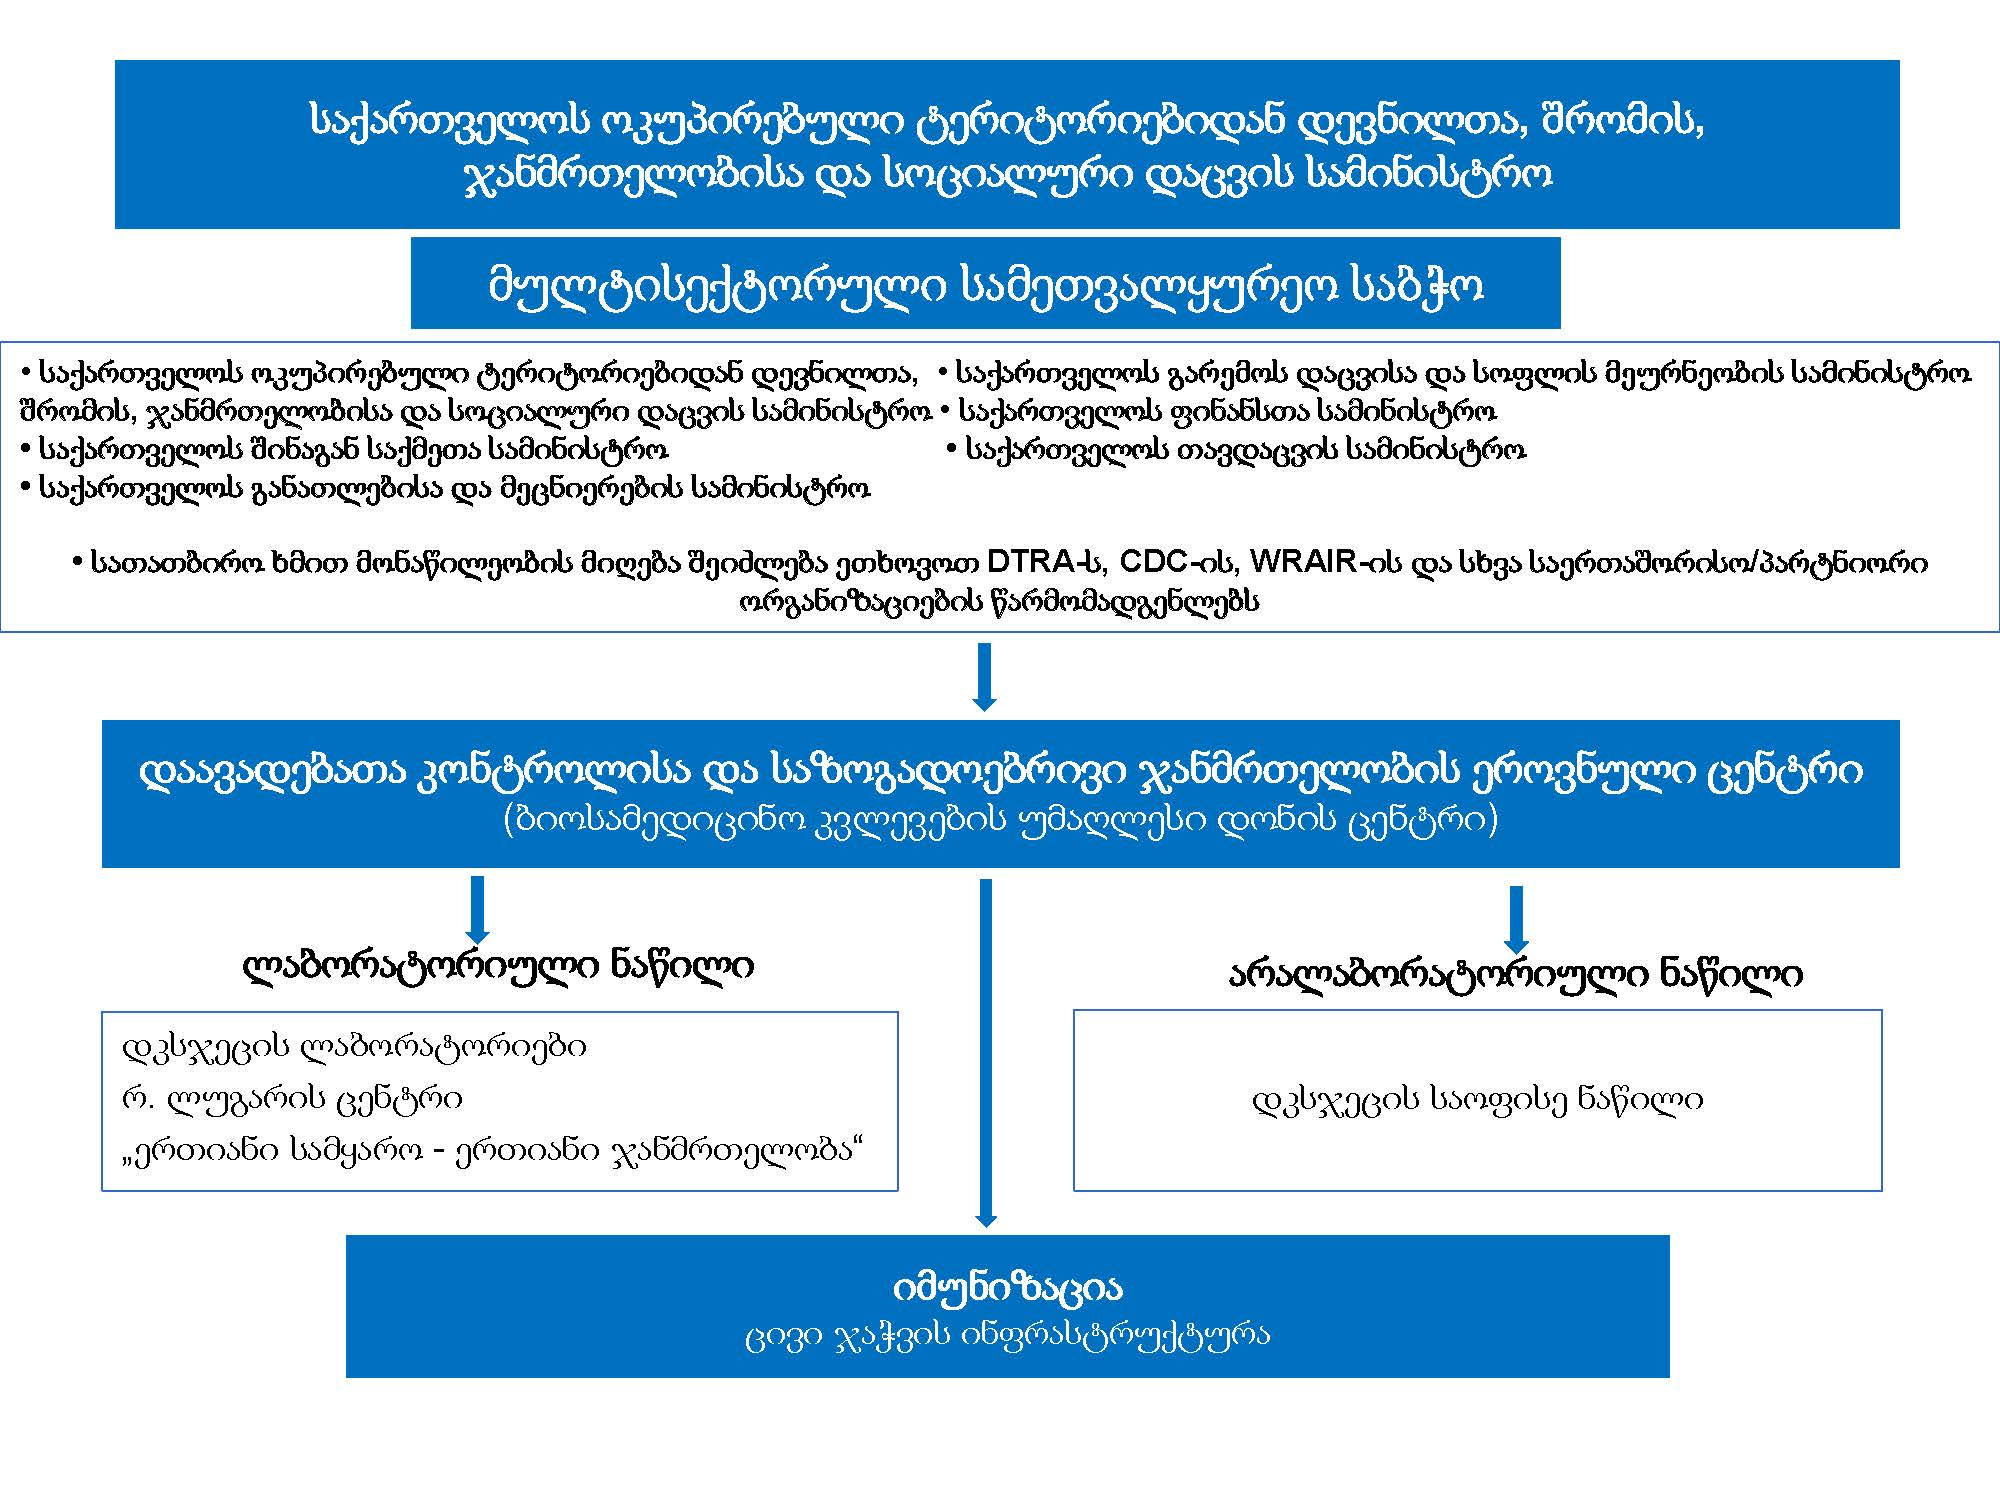 საქართველოს ოკუპირებული ტერიტორიებიდან დევნილთა, შრომის,
ჯანმრთელობისა და სოციალური დაცვის სამინისტრო
მულტისექტორული სამეთვალყურეო საბჭო
• საქართველოს ოკუპირებული ტერიტორიებიდან დევნილთა,
შრომის, ჯანმრთელობისა და სოციალური დაცვის სამინისტრო
• საქართველოს შინაგან საქმეთა სამინისტრო
• საქართველოს განათლებისა და მეცნიერების სამინისტრო
• საქართველოს გარემოს დაცვისა და სოფლის მეურნეობის სამინისტრო
• საქართველოს ფინანსთა სამინისტრო
• საქართველოს თავდაცვის სამინისტრო
• სათათბირო ხმით მონაწილეობის მიღება შეიძლება ეთხოვოთ DTRA-ს, CDC-ის, WRAIR-ის და სხვა საერთაშორისო/პარტნიორი
ორგანიზაციების წარმომადგენლებს
დაავადებათა კონტროლისა და საზოგადოებრივი ჯანმრთელობის ეროვნული ცენტრი
(ბიოსამედიცინო კვლევების უმაღლესი დონის ცენტრი)
ლაბორატორიული ნაწილი
დკსჯეცის ლაბორატორიები
რ. ლუგარის ცენტრი
„ერთიანი სამყარო - ერთიანი ჯანმრთელობა“
არალაბორატორიული ნაწილი
დკსჯეცის საოფისე ნაწილი
იმუნიზაცია
ცივი ჯაჭვის ინფრასტრუქტურა